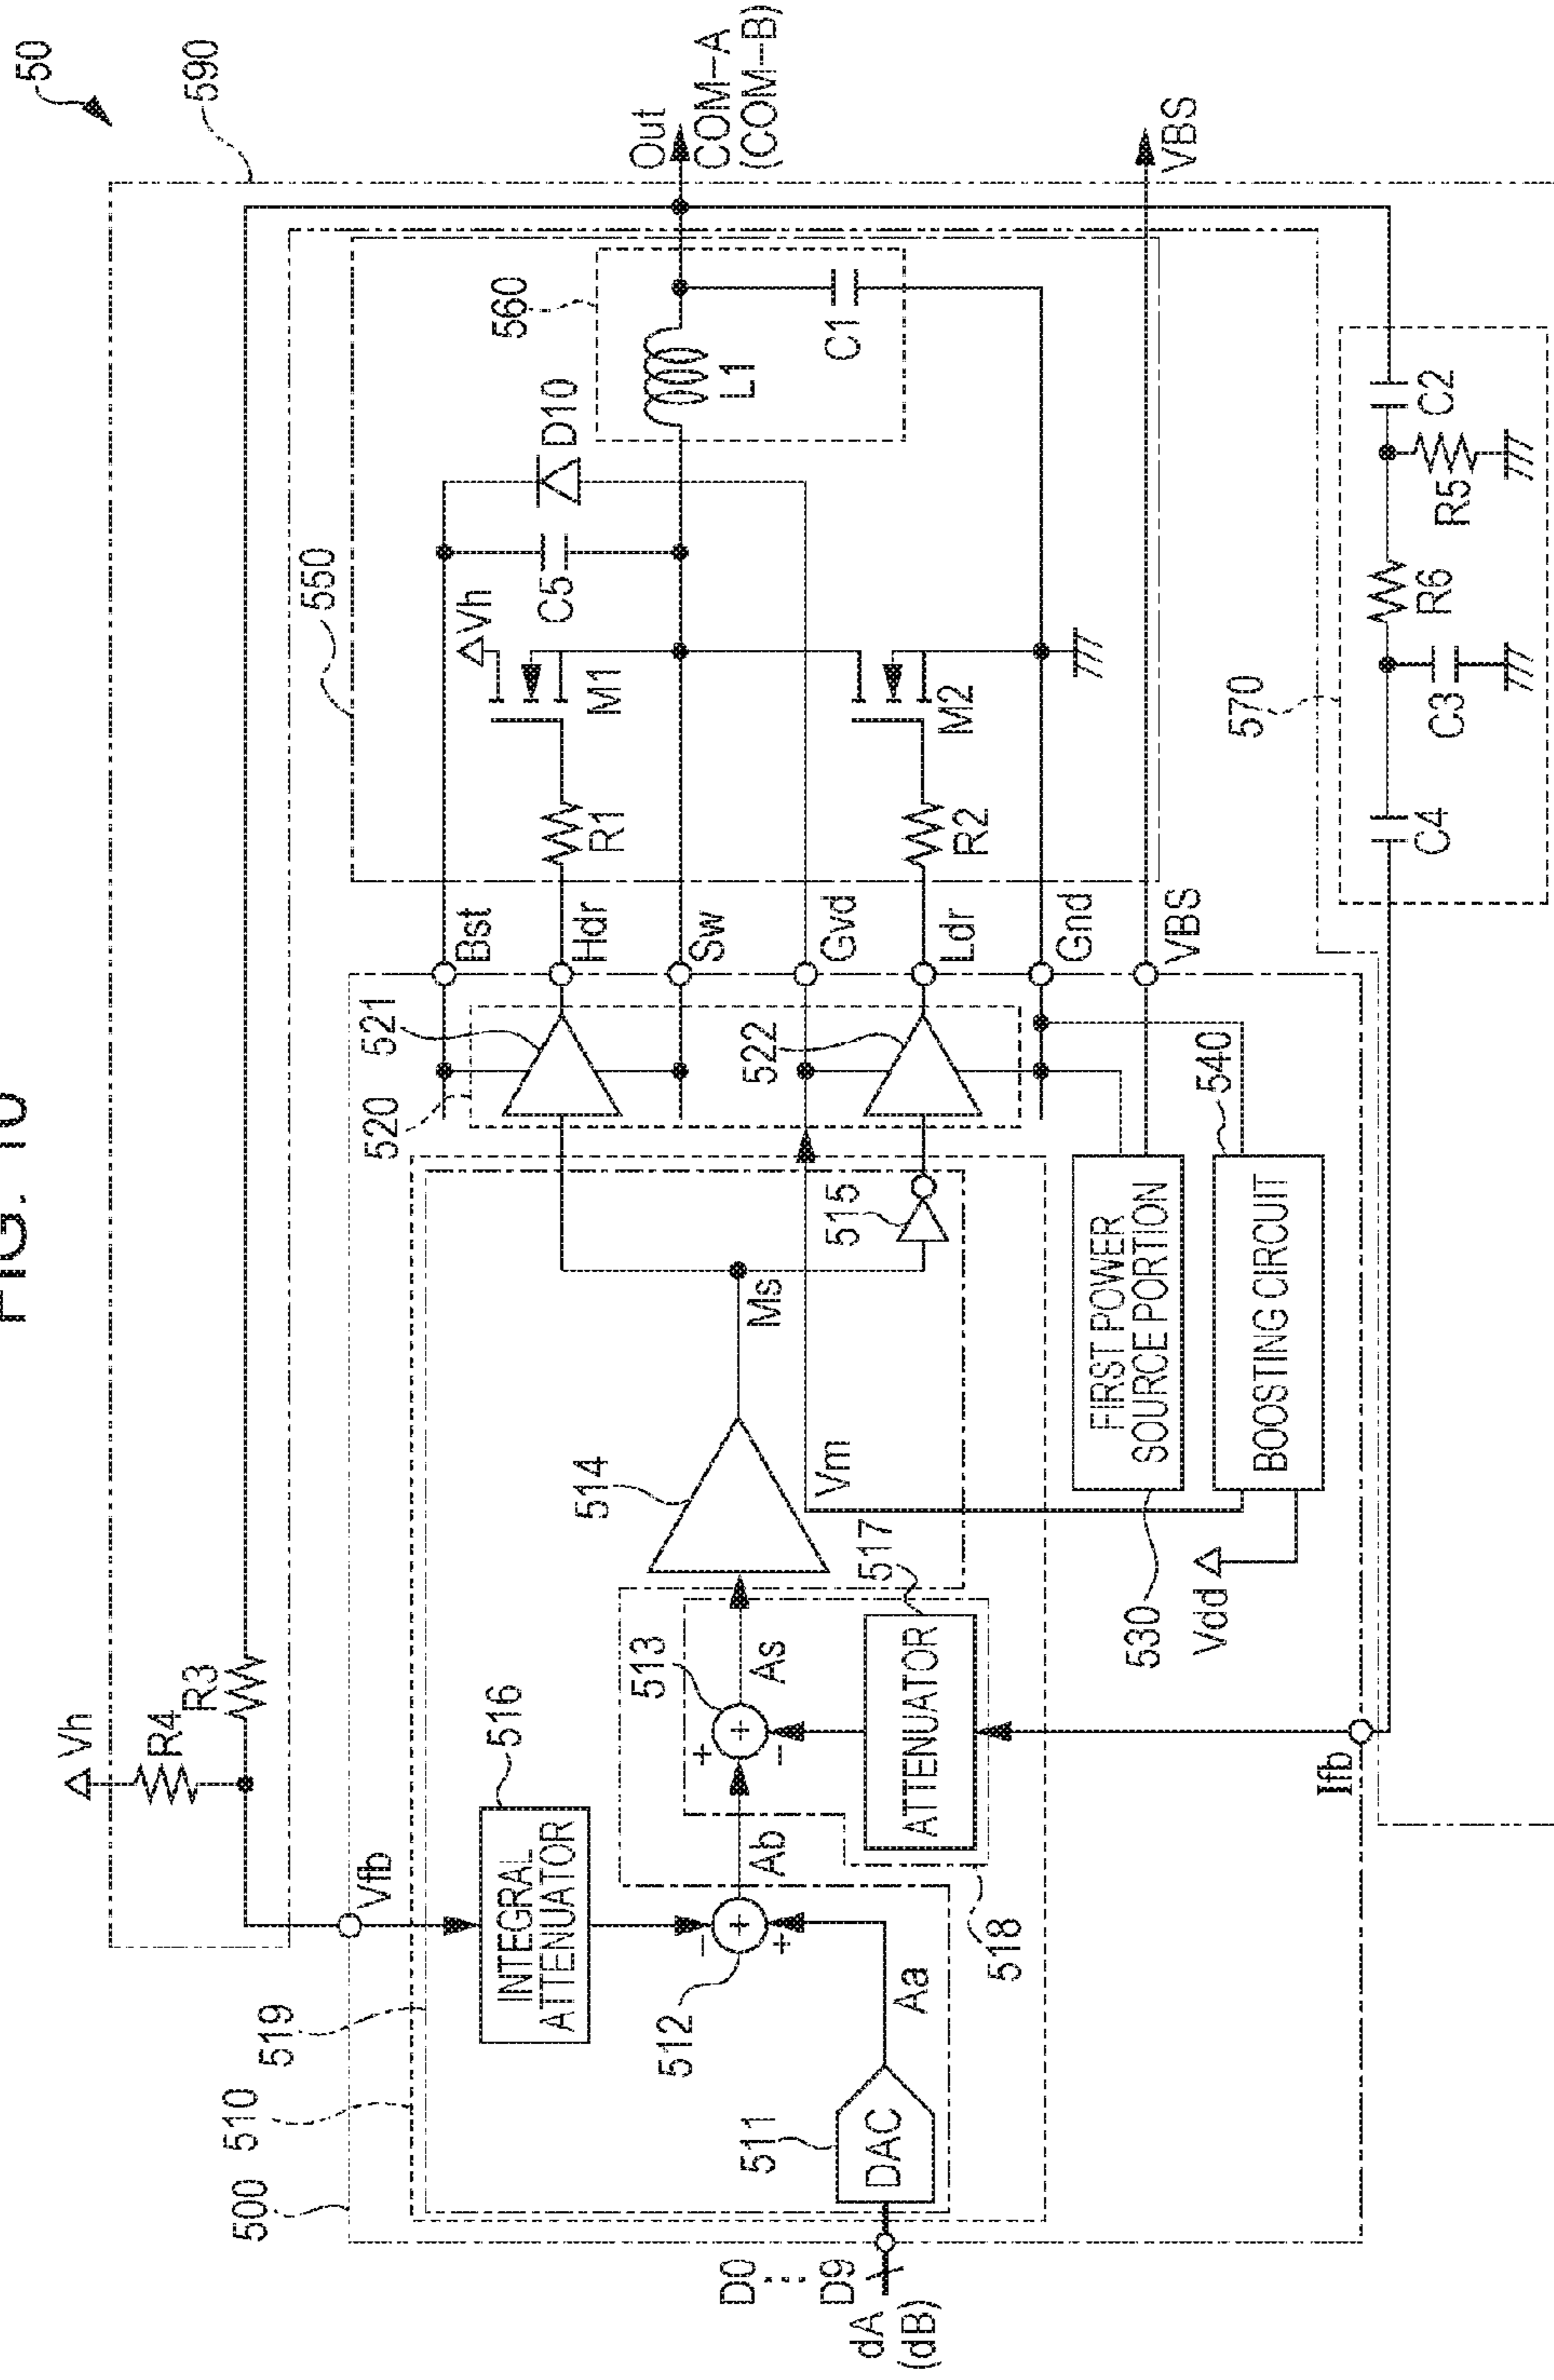 FIG. 10
50
590
Vh
R4
R3
Out
COM-A
(COM-B)
550
560
Vfb
500
510
519
516
INTEGRAL
ATTENUATOR
520
521
Bst
Vh
C5
D10
Hdr
R1
M1
L1
C1
513
514
512
Ab
As
Ms
Sw
522
Gvd
511
DAC
Aa
D0
...
D9
dA
(dB)
517
ATTENUATOR
518
Vm
515
Ldr
R2
M2
Gnd
FIRST POWER
SOURCE PORTION
530
VBS
VBS
540
BOOSTING CIRCUIT
Vdd
Ifb
570
C4
C3
R6
R5
C2